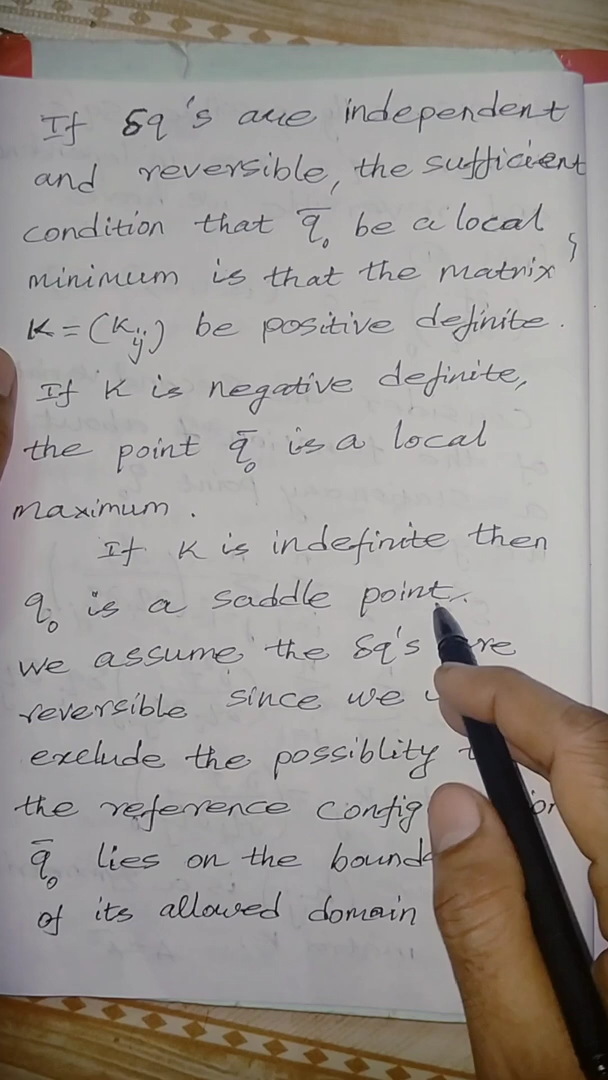 If δq's are independent
and reversible, the sufficient
condition that q̄₀ be a local
minimum is that the matrix
K = (Kᵢⱼ) be positive definite.
If K is negative definite,
the point q̄₀ is a local
maximum.
If K is indefinite then
q₀ is a saddle point.
we assume the δq's
reversible since we
exclude the possiblity
the reference
q̄₀ lies on the
of its allowed domain